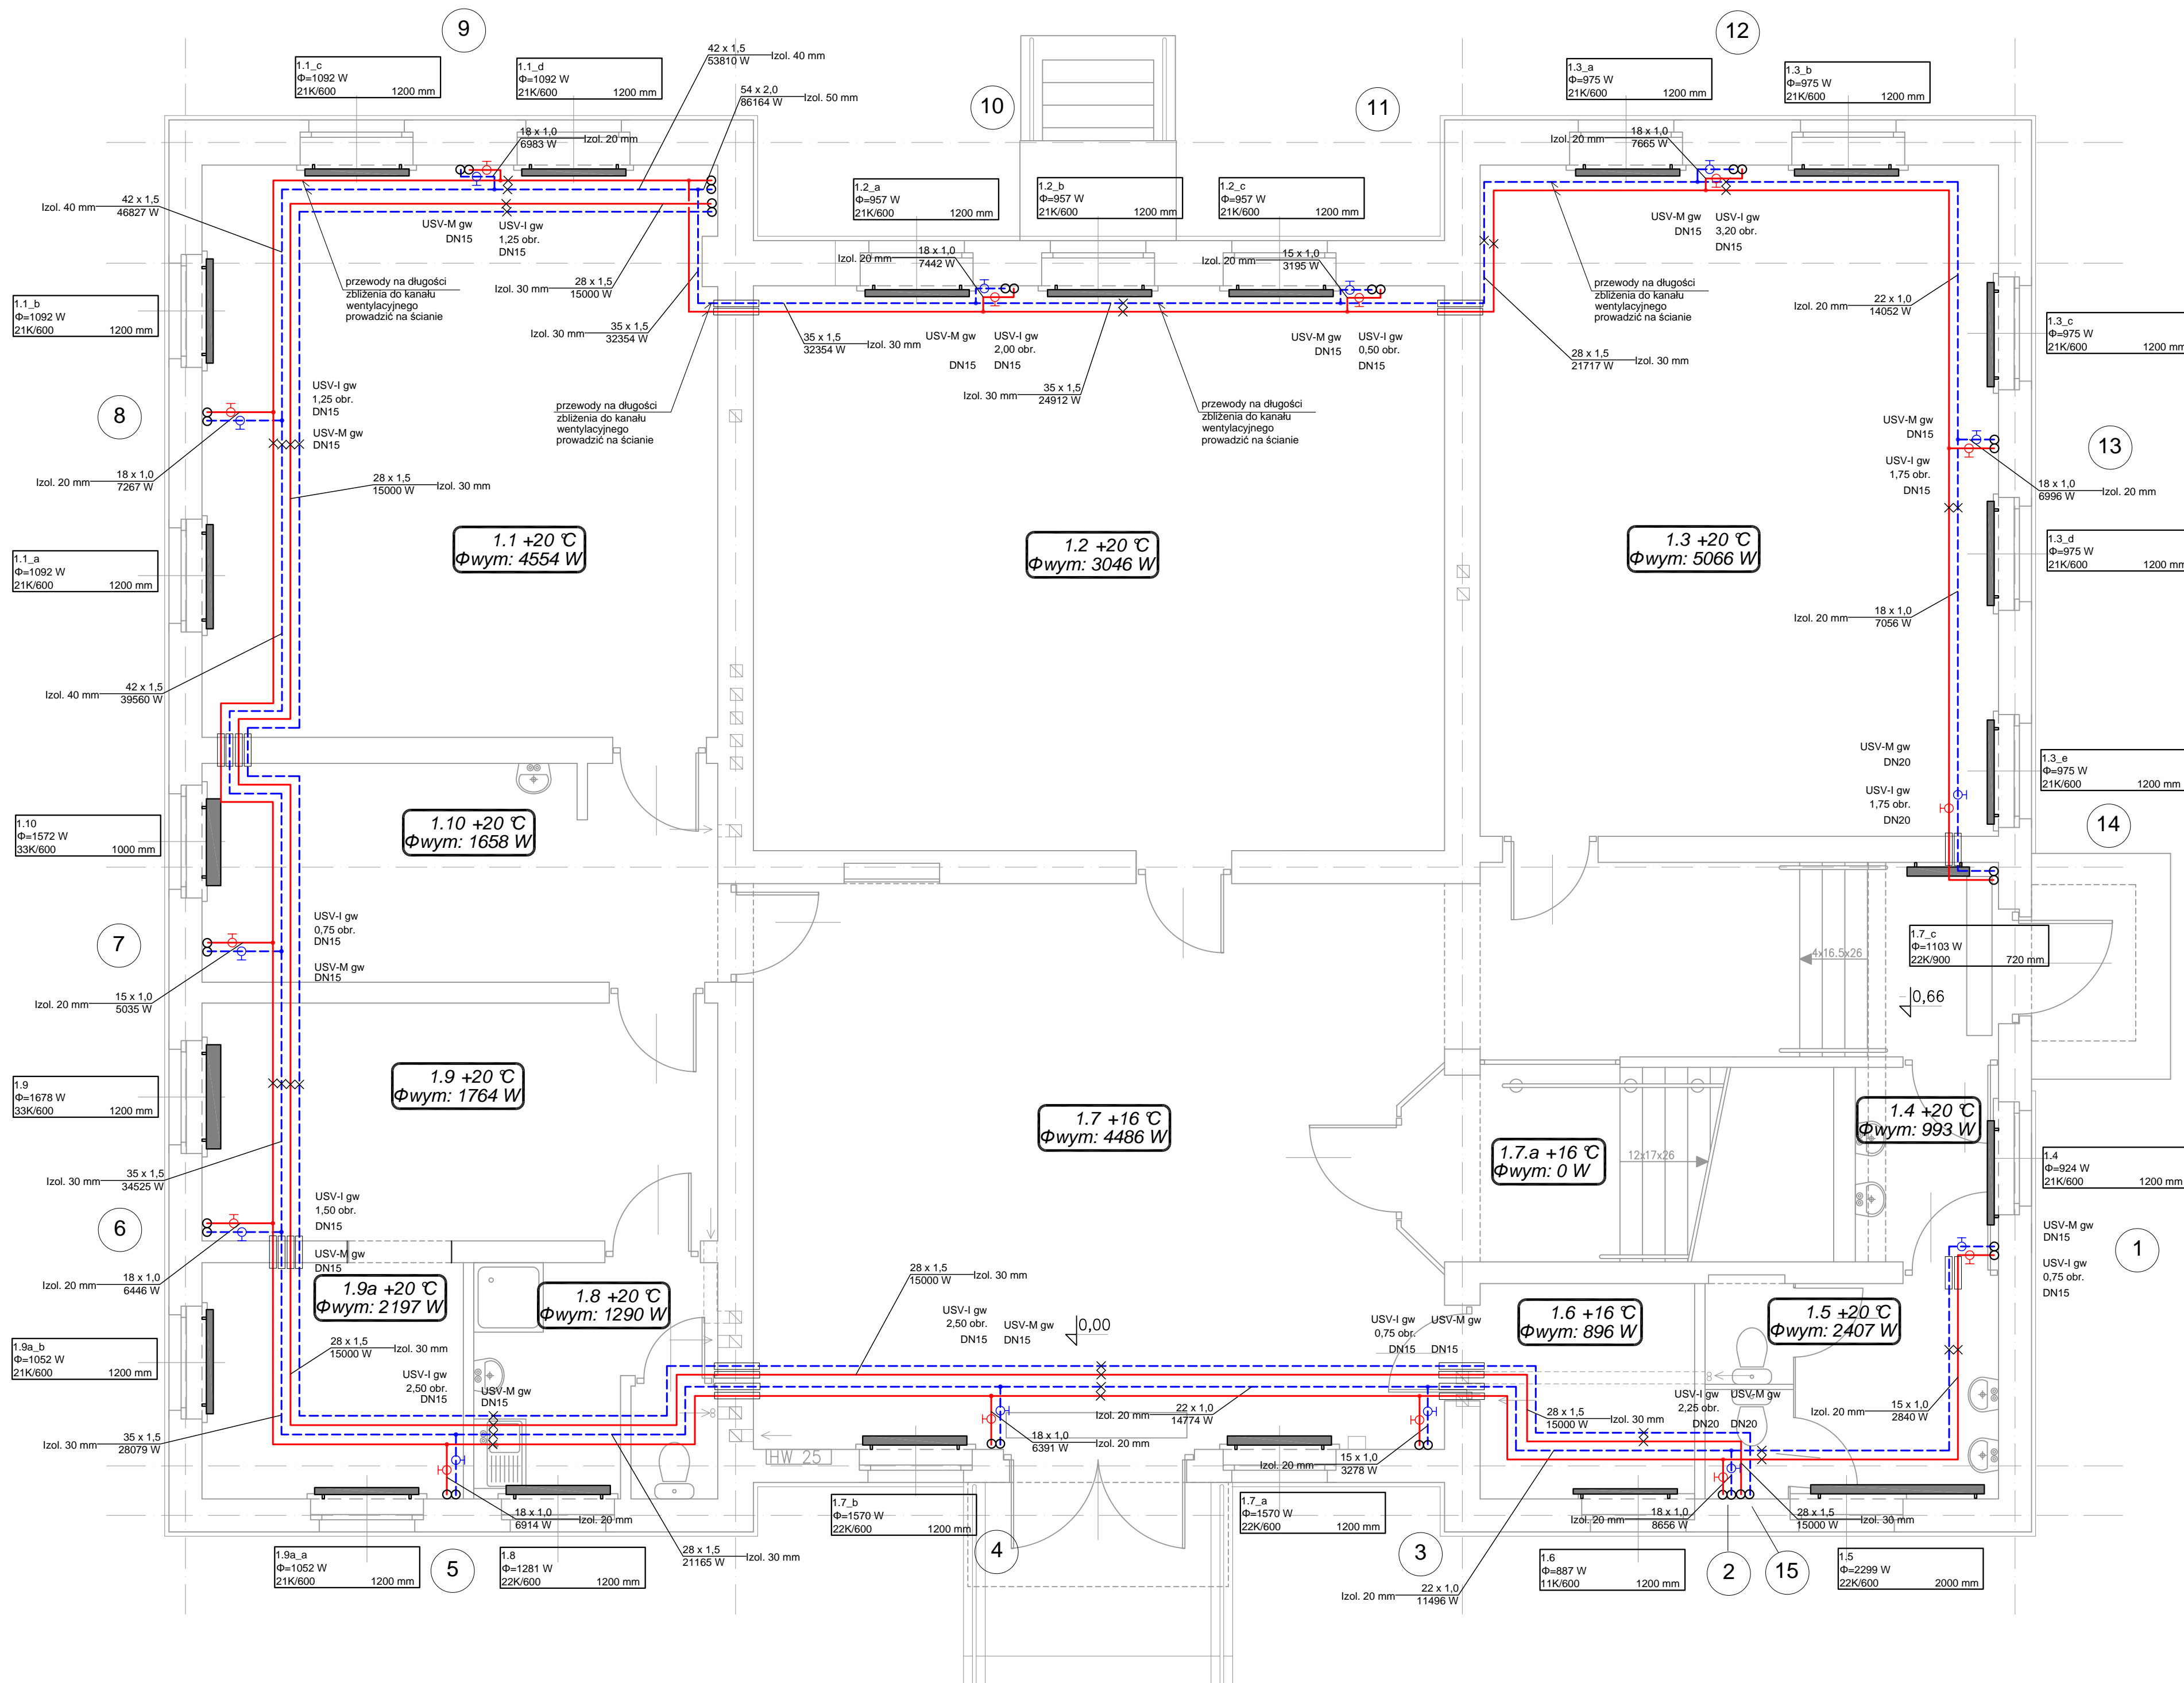 9
12
42 x 1,5
53810 W
Izol. 40 mm
1.1_c
Φ=1092 W
21K/600 1200 mm
1.1_d
Φ=1092 W
21K/600 1200 mm
1.3_a
Φ=975 W
21K/600 1200 mm
1.3_b
Φ=975 W
21K/600 1200 mm
10
11
54 x 2,0
86164 W
Izol. 50 mm
18 x 1,0
6983 W
Izol. 20 mm
Izol. 20 mm
18 x 1,0
7665 W
1.2_a
Φ=957 W
21K/600 1200 mm
1.2_b
Φ=957 W
21K/600 1200 mm
1.2_c
Φ=957 W
21K/600 1200 mm
Izol. 40 mm
42 x 1,5
46827 W
USV-M gw
DN15
USV-I gw
1,25 obr.
DN15
USV-M gw
DN15
USV-I gw
3,20 obr.
DN15
Izol. 20 mm
18 x 1,0
7442 W
Izol. 20 mm
15 x 1,0
3195 W
przewody na długości
zbliżenia do kanału
wentylacyjnego
prowadzić na ścianie
Izol. 30 mm
28 x 1,5
15000 W
przewody na długości
zbliżenia do kanału
wentylacyjnego
prowadzić na ścianie
Izol. 20 mm
22 x 1,0
14052 W
1.1_b
Φ=1092 W
21K/600 1200 mm
1.3_c
Φ=975 W
21K/600 1200 mm
Izol. 30 mm
35 x 1,5
32354 W
35 x 1,5
32354 W
Izol. 30 mm
USV-M gw
DN15
USV-I gw
2,00 obr.
DN15
USV-M gw
DN15
USV-I gw
0,50 obr.
DN15
28 x 1,5
21717 W
Izol. 30 mm
Izol. 30 mm
35 x 1,5
24912 W
USV-I gw
1,25 obr.
DN15
USV-M gw
DN15
przewody na długości
zbliżenia do kanału
wentylacyjnego
prowadzić na ścianie
przewody na długości
zbliżenia do kanału
wentylacyjnego
prowadzić na ścianie
8
13
USV-M gw
DN15
USV-I gw
1,75 obr.
DN15
Izol. 20 mm
18 x 1,0
7267 W
28 x 1,5
15000 W
Izol. 30 mm
18 x 1,0
6996 W
Izol. 20 mm
1.1 +20 °C
Φwym: 4554 W
1.2 +20 °C
Φwym: 3046 W
1.3 +20 °C
Φwym: 5066 W
1.1_a
Φ=1092 W
21K/600 1200 mm
1.3_d
Φ=975 W
21K/600 1200 mm
Izol. 20 mm
18 x 1,0
7056 W
Izol. 40 mm
42 x 1,5
39560 W
USV-M gw
DN20
USV-I gw
1,75 obr.
DN20
1.3_e
Φ=975 W
21K/600 1200 mm
1.10
Φ=1572 W
33K/600 1000 mm
1.10 +20 °C
Φwym: 1658 W
14
7
USV-I gw
0,75 obr.
DN15
USV-M gw
DN15
Izol. 20 mm
15 x 1,0
5035 W
1.7_c
Φ=1103 W
22K/900 720 mm
4x16.5x26
-0,66
1.9
Φ=1678 W
33K/600 1200 mm
1.9 +20 °C
Φwym: 1764 W
1.7 +16 °C
Φwym: 4486 W
1.7.a +16 °C
Φwym: 0 W
12x17x26
1.4 +20 °C
Φwym: 993 W
1.4
Φ=924 W
21K/600 1200 mm
Izol. 30 mm
35 x 1,5
34525 W
6
USV-I gw
1,50 obr.
DN15
USV-M gw
DN15
USV-M gw
DN15
USV-I gw
0,75 obr.
DN15
1
Izol. 20 mm
18 x 1,0
6446 W
1.9a +20 °C
Φwym: 2197 W
1.8 +20 °C
Φwym: 1290 W
28 x 1,5
15000 W
Izol. 30 mm
USV-I gw
2,50 obr.
DN15
USV-M gw
DN15
0,00
USV-I gw
0,75 obr.
DN15
USV-M gw
DN15
1.6 +16 °C
Φwym: 896 W
1.5 +20 °C
Φwym: 2407 W
1.9a_b
Φ=1052 W
21K/600 1200 mm
28 x 1,5
15000 W
Izol. 30 mm
USV-I gw
2,50 obr.
DN15
USV-M gw
DN15
USV-I gw
2,25 obr.
DN20
USV-M gw
DN20
Izol. 20 mm
22 x 1,0
14774 W
28 x 1,5
15000 W
Izol. 30 mm
Izol. 20 mm
15 x 1,0
2840 W
Izol. 30 mm
35 x 1,5
28079 W
18 x 1,0
6391 W
Izol. 20 mm
HW 25
Izol. 20 mm
15 x 1,0
3278 W
18 x 1,0
6914 W
Izol. 20 mm
1.7_b
Φ=1570 W
22K/600 1200 mm
1.7_a
Φ=1570 W
22K/600 1200 mm
Izol. 20 mm
18 x 1,0
8656 W
28 x 1,5
15000 W
Izol. 30 mm
1.9a_a
Φ=1052 W
21K/600 1200 mm
5
1.8
Φ=1281 W
22K/600 1200 mm
28 x 1,5
21165 W
Izol. 30 mm
4
3
1.6
Φ=887 W
11K/600 1200 mm
2
15
1.5
Φ=2299 W
22K/600 2000 mm
Izol. 20 mm
22 x 1,0
11496 W